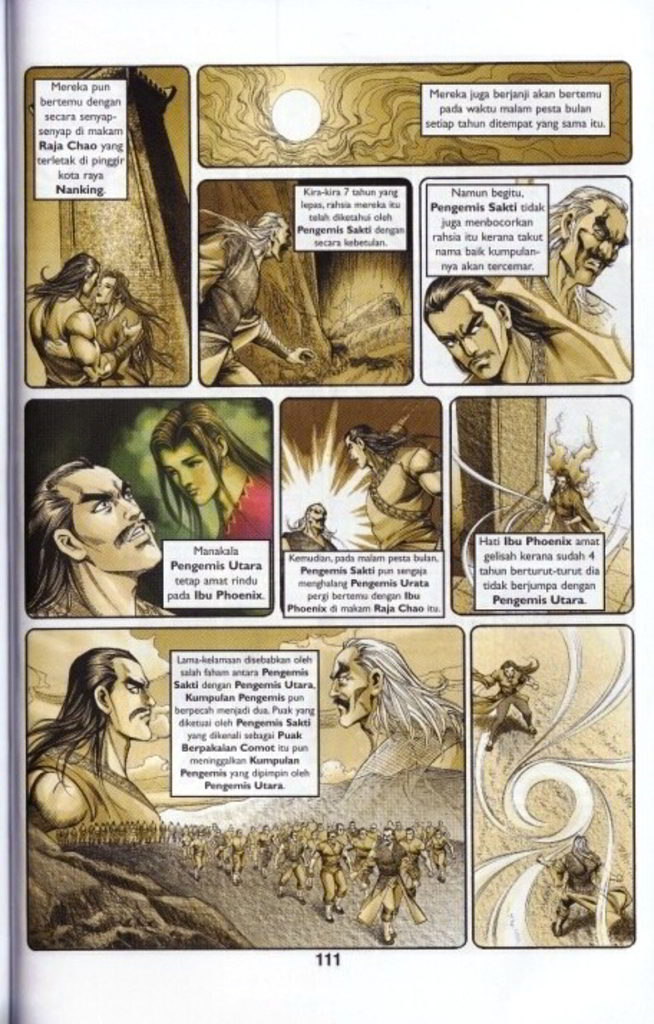 Mereka pun
bertemu dengan
secara senyap-
senyap di makam
Raja Chao yang
terletak di pinggir
kota raya
Nanking.
Mereka juga berjanji akan bertemu
pada waktu malam pesta bulan
setiap tahun ditempat yang sama itu.
Kira-kira 7 tahun yang
lepas, rahsia mereka itu
telah diketahui oleh
Pengemis Sakti dengan
secara kebetulan.
Namun begitu,
Pengemis Sakti tidak
juga membocorkan
rahsia itu kerana takut
nama baik kumpulan-
nya akan tercemar.
Manakala
Pengemis Utara
tetap amat rindu
pada Ibu Phoenix.
Kemudian, pada malam pesta bulan,
Pengemis Sakti pun sengaja
menghalang Pengemis Urata
pergi bertemu dengan Ibu
Phoenix di makam Raja Chao itu.
Hati Ibu Phoenix amat
gelisah kerana sudah 4
tahun berturut-turut dia
tidak berjumpa dengan
Pengemis Utara.
Lama-kelamaan disebabkan oleh
salah faham antara Pengemis
Sakti dengan Pengemis Utara,
Kumpulan Pengemis pun
berpecah menjadi dua. Puak yang
diketuai oleh Pengemis Sakti
yang dikenali sebagai Puak
Berpakaian Comot itu pun
meninggalkan Kumpulan
Pengemis yang dipimpin oleh
Pengemis Utara.
111